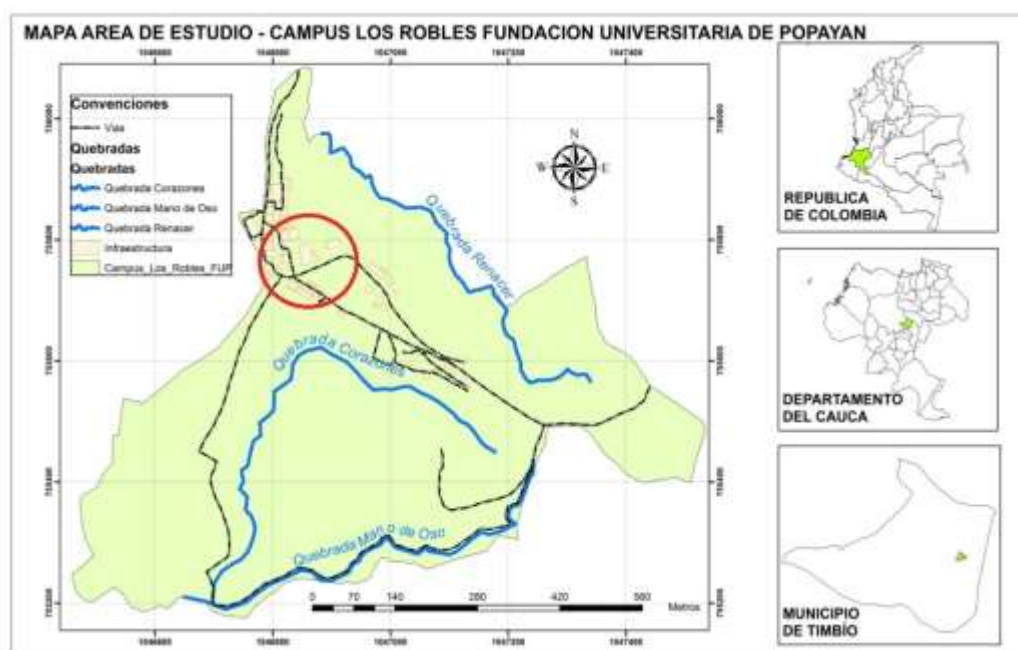 MAPA AREA DE ESTUDIO - CAMPUS LOS ROBLES FUNDACION UNIVERSITARIA DE POPAYAN
Convenciones
Vias
Quebradas
Quebradas
Quebrada Corazones
Quebrada Mano de Oso
Quebrada Renacer
Infraestructura
Campus_Los_Robles_FUP
N
W
E
S
Quebrada Renacer
Quebrada Corazones
Quebrada Mano de Oso
0 70 140 280 420 560
Metros
REPUBLICA
DE COLOMBIA
DEPARTAMENTO
DEL CAUCA
MUNICIPIO
DE TIMBÍO